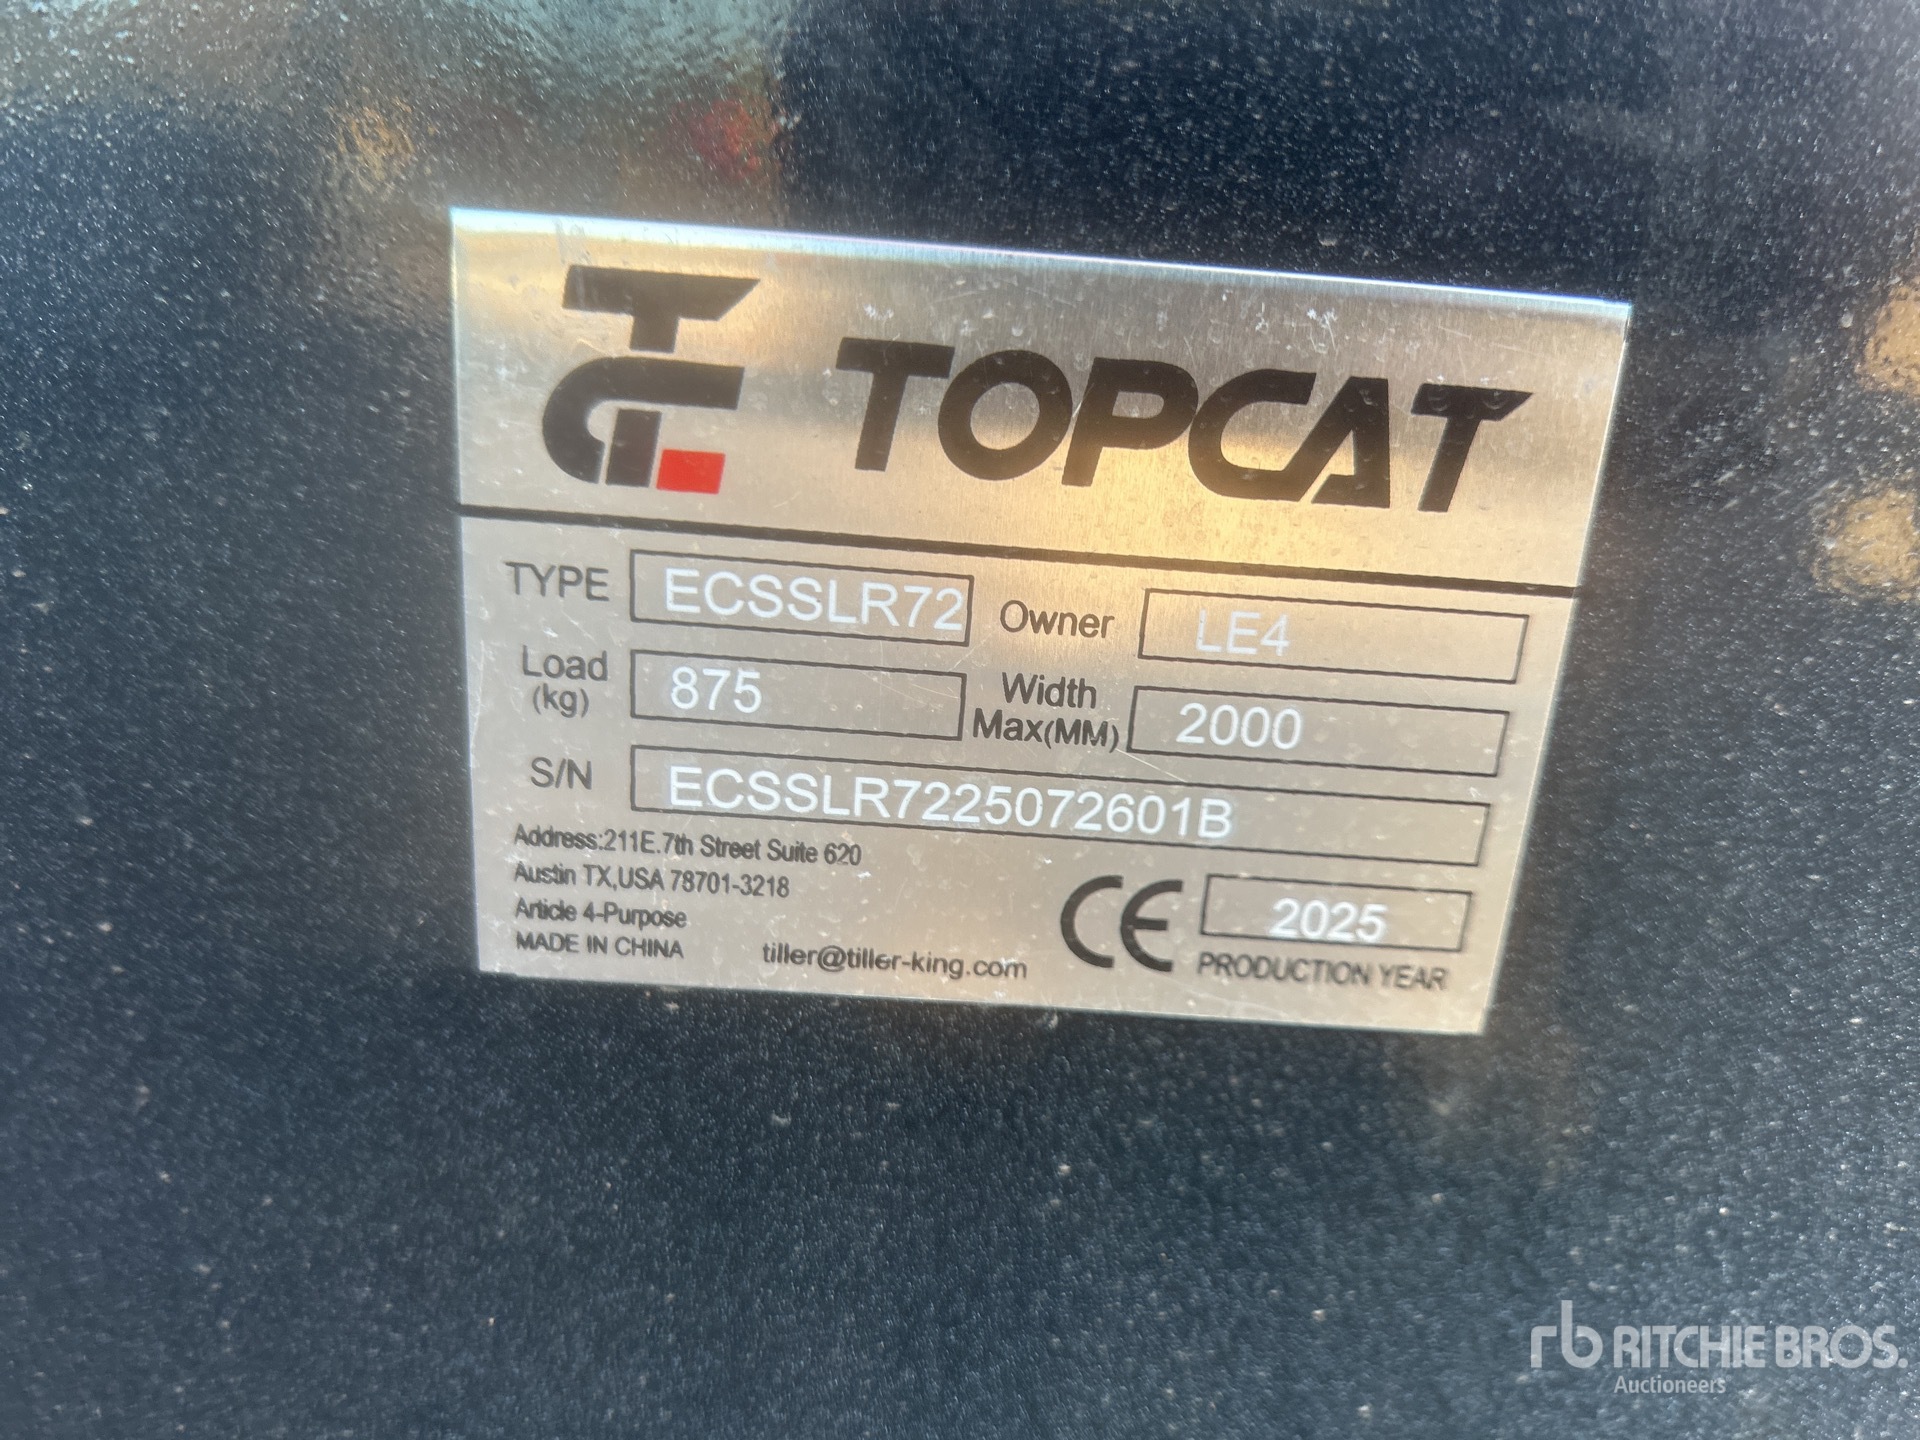 TC TOPCAT
TYPE ECSSLR72 Owner LE4
Load (kg) 875 Width Max(MM) 2000
S/N ECSSLR7225072601B
Address:211E.7th Street Suite 620
Austin TX,USA 78701-3218
Article 4-Purpose
MADE IN CHINA
tiller@tiller-king.com
CE 2025
PRODUCTION YEAR
rb RITCHIE BROS.
Auctioneers